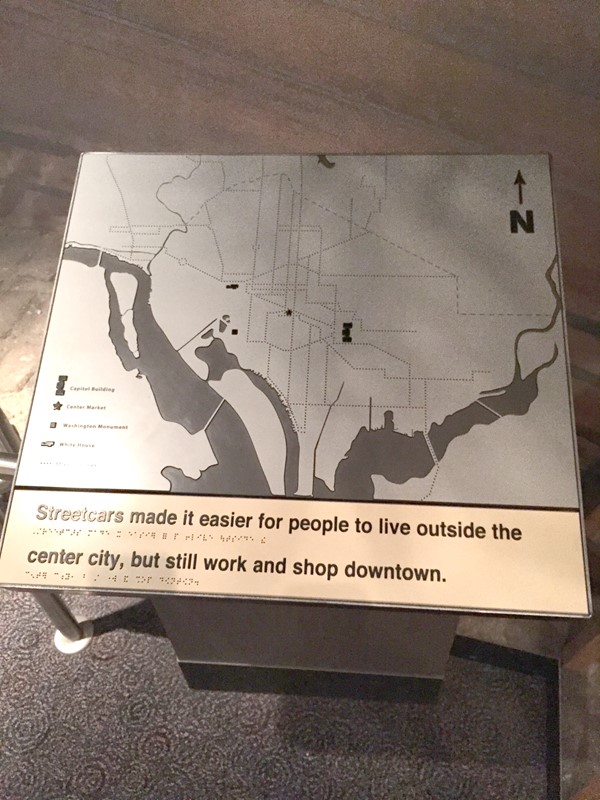 N
Capitol Building
Center Market
Washington Monument
White House
Streetcars made it easier for people to live outside the
center city, but still work and shop downtown.